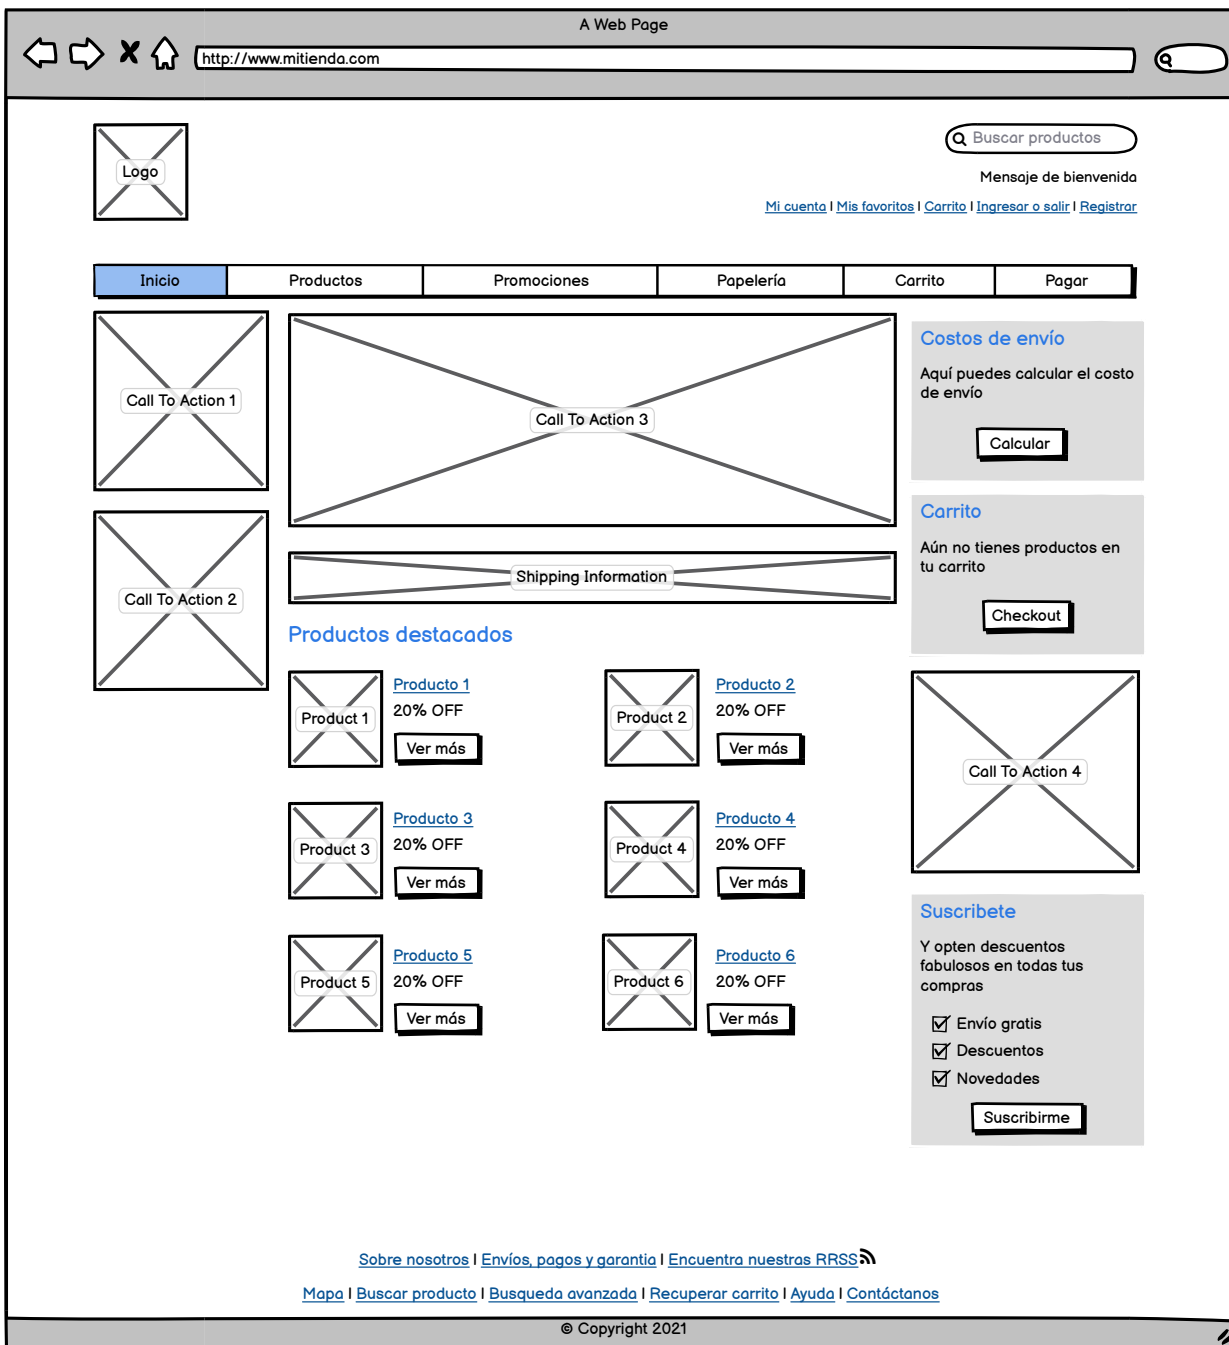 A Web Page
http://www.mitienda.com
Logo
Buscar productos
Mensaje de bienvenida
Mi cuenta | Mis favoritos | Carrito | Ingresar o salir | Registrar
Inicio Productos Promociones Papelería Carrito Pagar
Call To Action 1
Call To Action 2
Call To Action 3
Shipping Information
Productos destacados
Product 1
Producto 1
20% OFF
Ver más
Product 2
Producto 2
20% OFF
Ver más
Product 3
Producto 3
20% OFF
Ver más
Product 4
Producto 4
20% OFF
Ver más
Product 5
Producto 5
20% OFF
Ver más
Product 6
Producto 6
20% OFF
Ver más
Costos de envío
Aquí puedes calcular el costo
de envío
Calcular
Carrito
Aún no tienes productos en
tu carrito
Checkout
Call To Action 4
Suscribete
Y opten descuentos
fabulosos en todas tus
compras
Envío gratis
Descuentos
Novedades
Suscribirme
Sobre nosotros | Envíos, pagos y garantia | Encuentra nuestras RRSS
Mapa | Buscar producto | Busqueda avanzada | Recuperar carrito | Ayuda | Contáctanos
© Copyright 2021